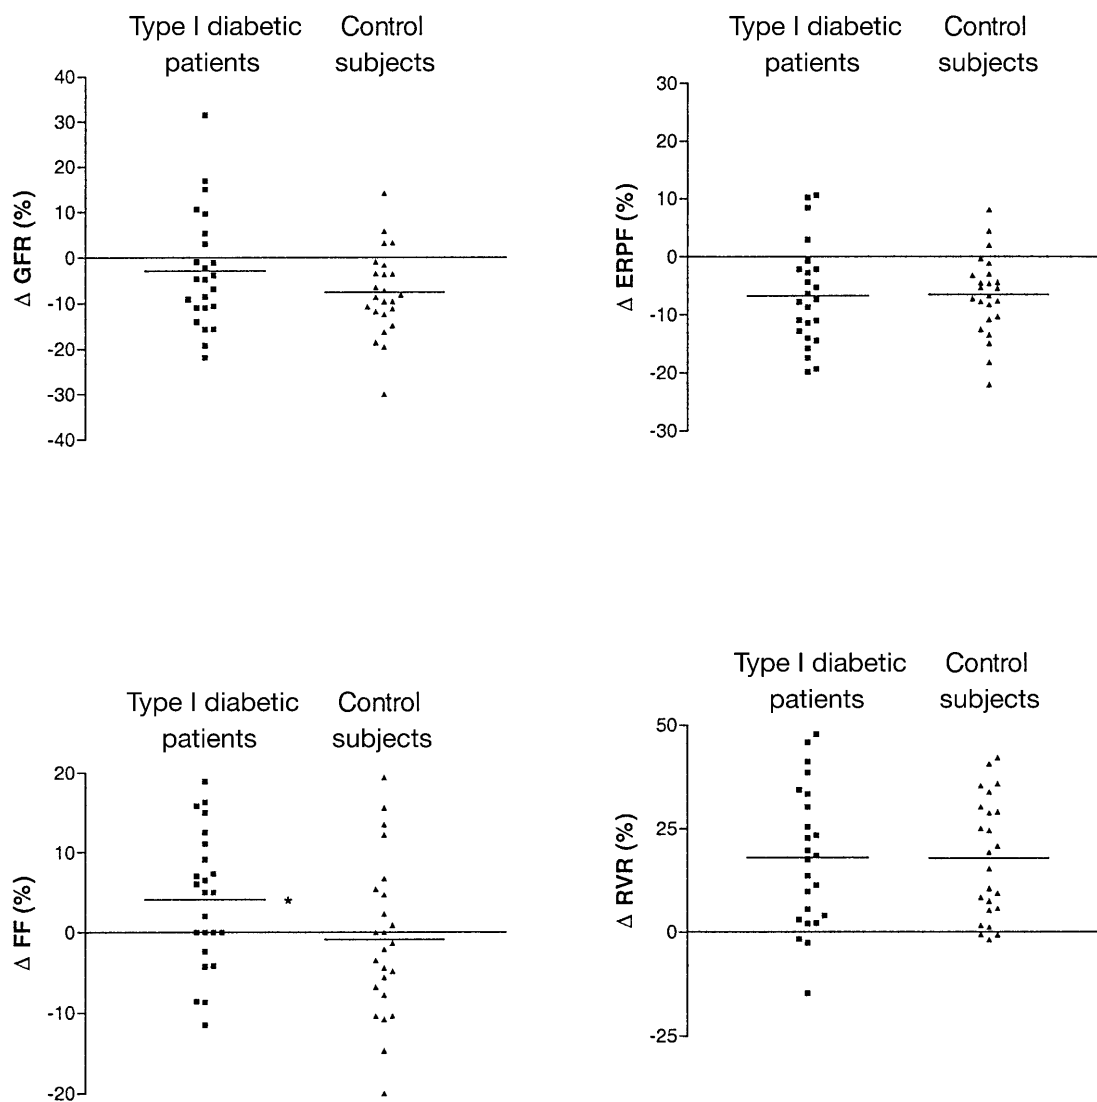 Type I diabetic Control
patients subjects
40
30
20
10
0
-10
-20
-30
-40
Δ GFR (%)
Type I diabetic Control
patients subjects
30
20
10
0
-10
-20
-30
Δ ERPF (%)
Type I diabetic Control
patients subjects
20
10
0
-10
-20
Δ FF (%)
*
Type I diabetic Control
patients subjects
50
25
0
-25
Δ RVR (%)